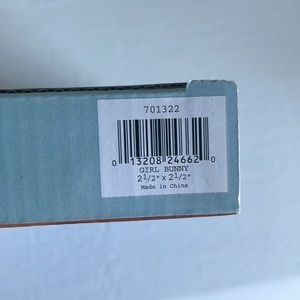 701322
0 13208 24662 0
GIRL BUNNY
2 1/2" x 2 1/2"
Made in China